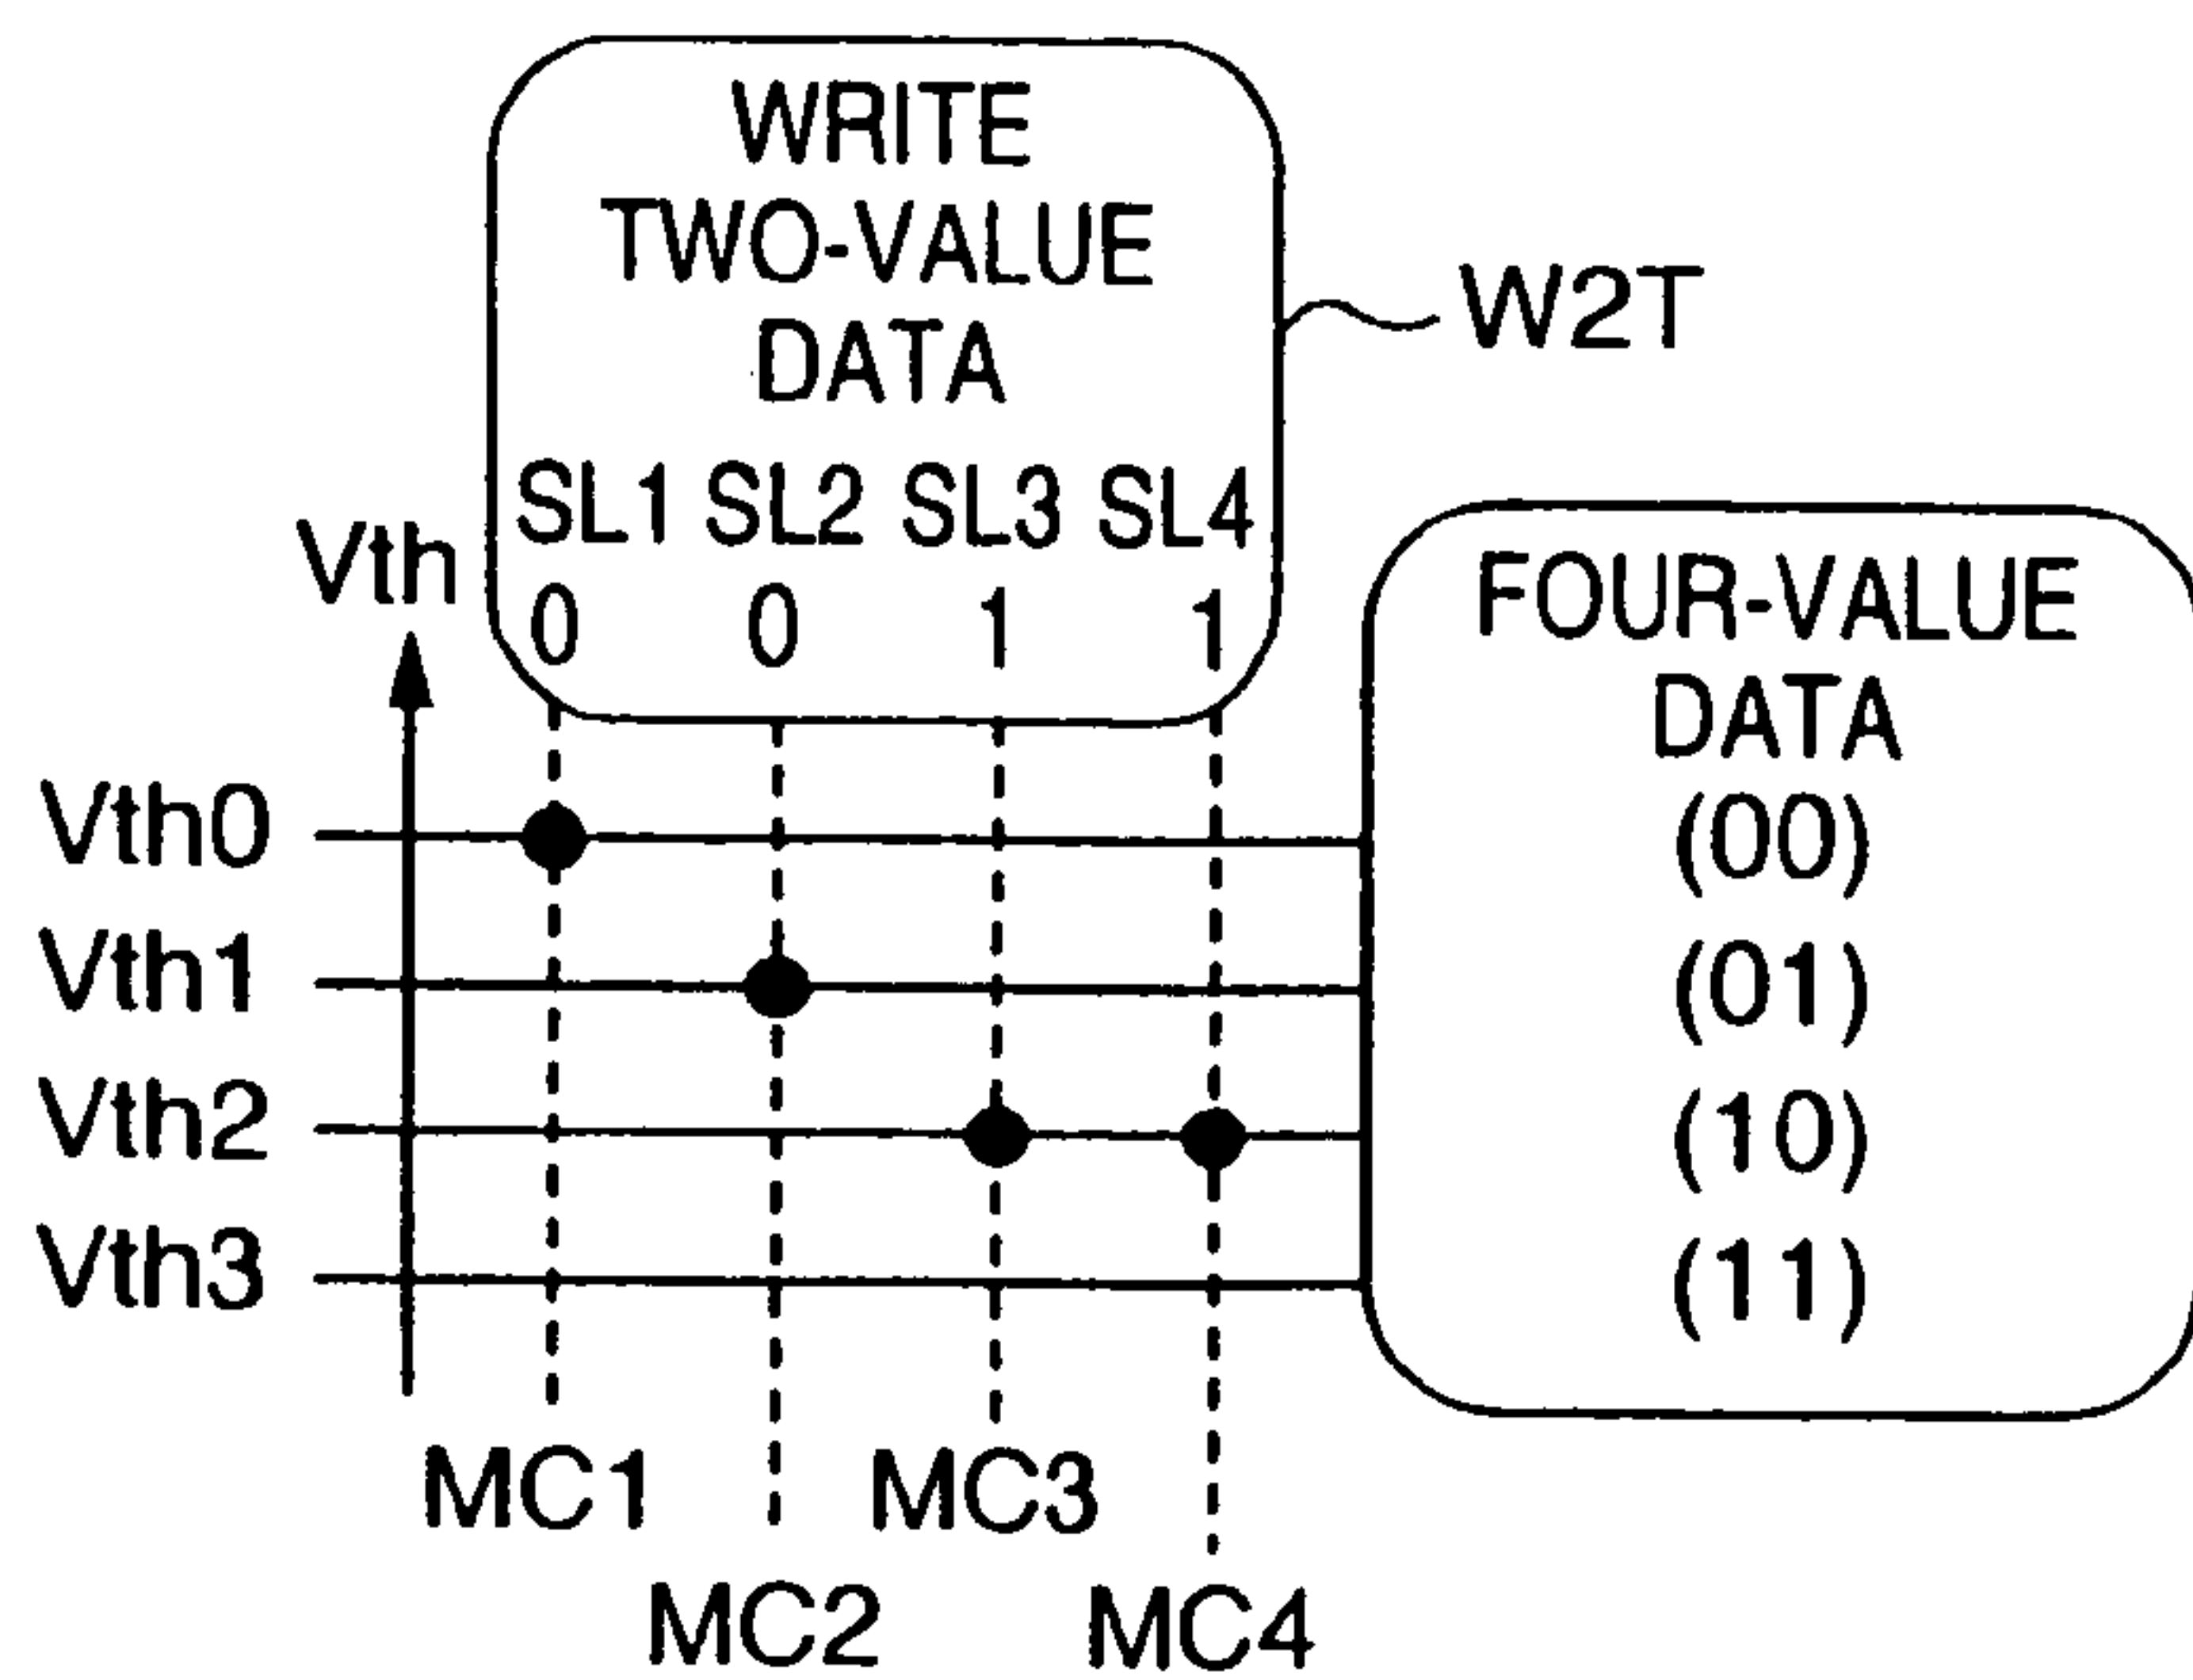 WRITE
TWO-VALUE
DATA
W2T
SL1 SL2 SL3 SL4
0 0 1 1
Vth
FOUR-VALUE
DATA
Vth0 (00)
Vth1 (01)
Vth2 (10)
Vth3 (11)
MC1 MC3
MC2 MC4